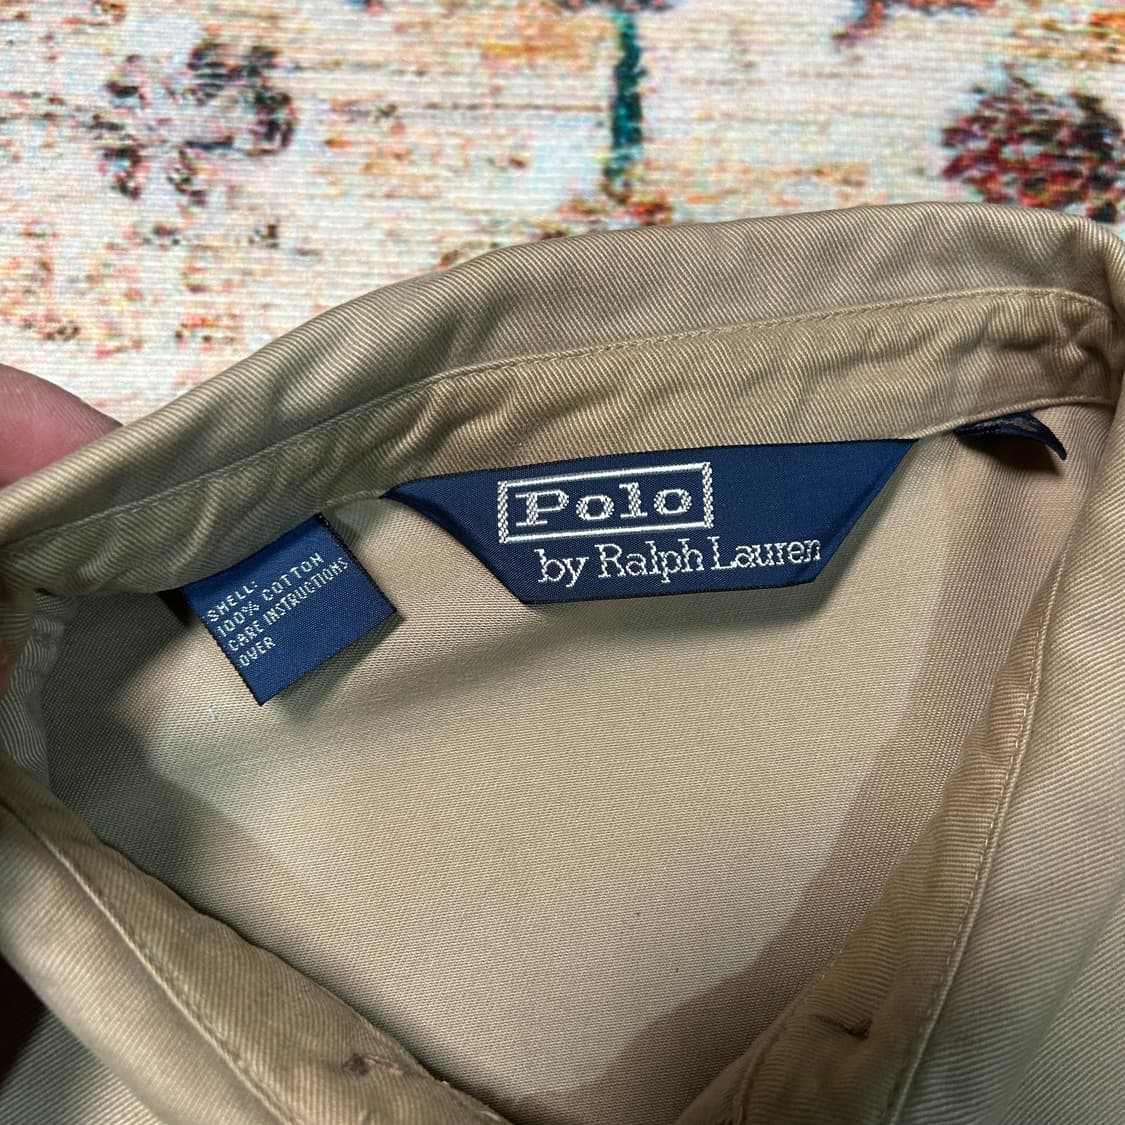 Polo
by Ralph Lauren
SHELL:
100% COTTON
CARE INSTRUCTIONS
OVER